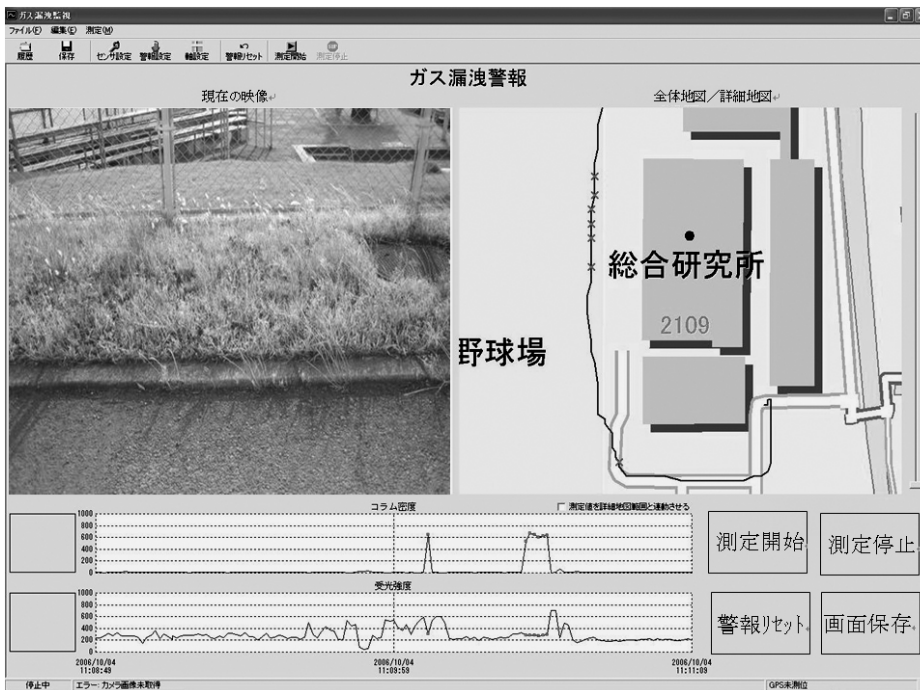 ガス漏洩監視
ファイル(F) 編集(E) 測定(M)
履歴 保存 センサ設定 警報設定 軸設定 警報リセット 測定開始 測定停止
ガス漏洩警報
現在の映像
全体地図／詳細地図
総合研究所
2109
野球場
コラム密度
測定値を詳細地図範囲と連動させる
1000
800
600
400
200
0
測定開始
測定停止
受光強度
1000
800
600
400
200
0
警報リセット
画面保存
2006/10/04
11:08:49
2006/10/04
11:09:59
2006/10/04
11:11:09
停止中
エラー: カメラ画像未取得
GPS未測位